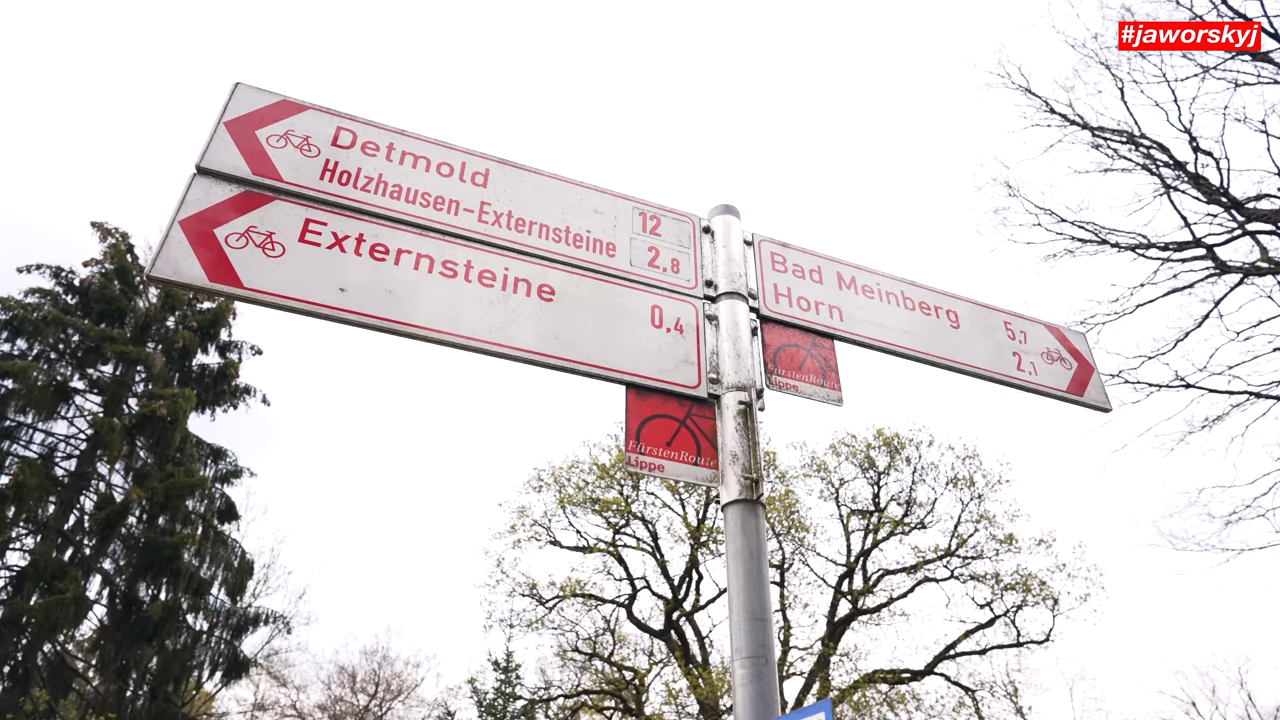 #jaworskyj
Detmold
Holzhausen-Externsteine
12
2,8
Externsteine
0,4
Bad Meinberg
Horn
5,7
2,1
FürstenRoute
Lippe
FürstenRoute
Lippe